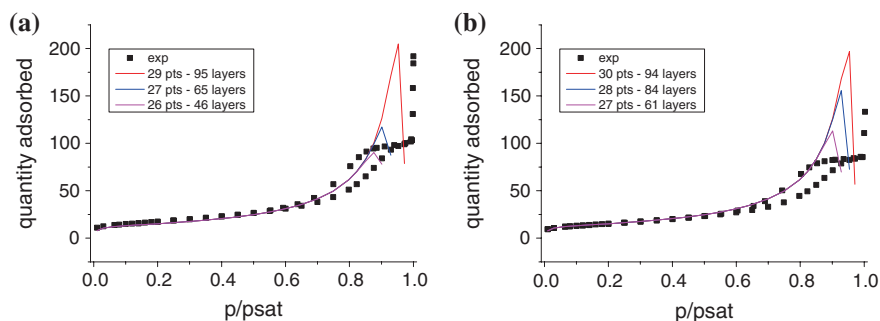 (a)
quantity adsorbed
200
150
100
50
0
exp
29 pts - 95 layers
27 pts - 65 layers
26 pts - 46 layers
0.0 0.2 0.4 0.6 0.8 1.0
p/psat
(b)
quantity adsorbed
200
150
100
50
0
exp
30 pts - 94 layers
28 pts - 84 layers
27 pts - 61 layers
0.0 0.2 0.4 0.6 0.8 1.0
p/psat